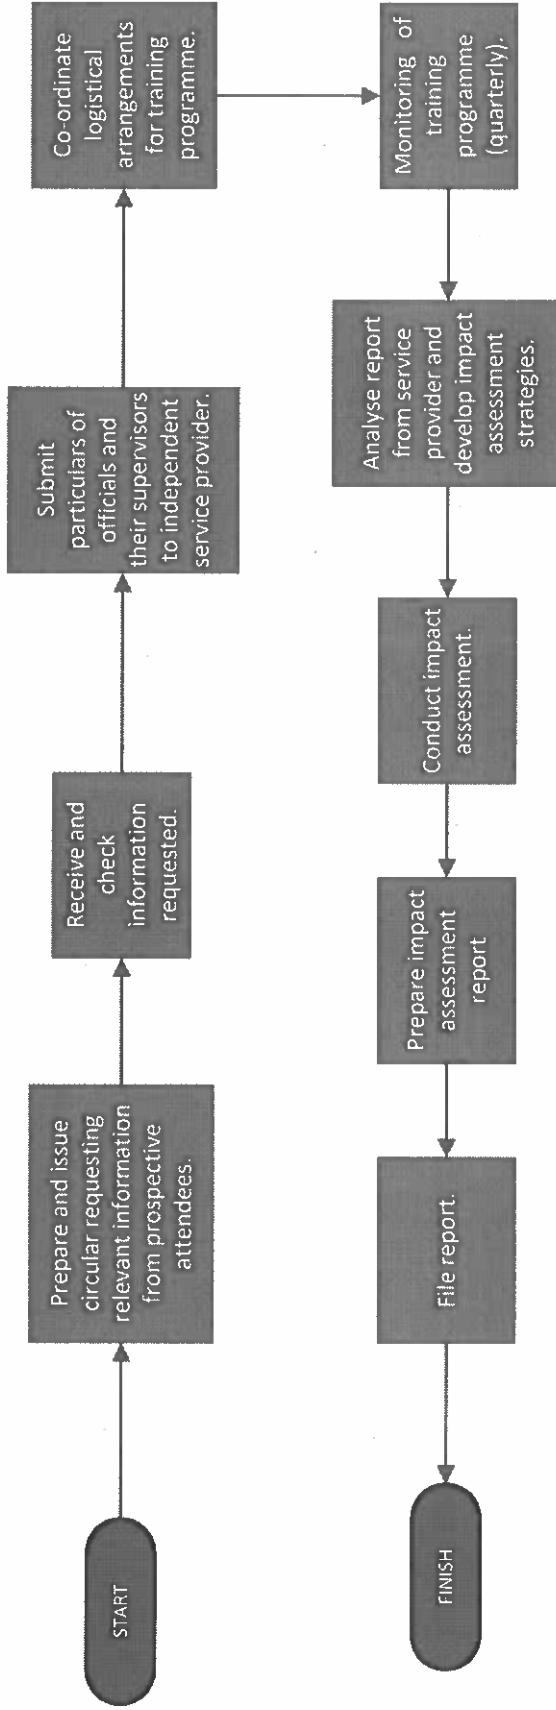 START
Prepare and issue
circular requesting
relevant information
from prospective
attendees.
Receive and
check
information
requested.
Submit
particulars of
officials and
their supervisors
to independent
service provider.
Co-ordinate
logistical
arrangements
for training
programme.
Monitoring of
training
programme
(quarterly).
Analyse report
from service
provider and
develop impact
assessment
strategies.
Conduct impact
assessment.
Prepare impact
assessment
report
File report.
FINISH